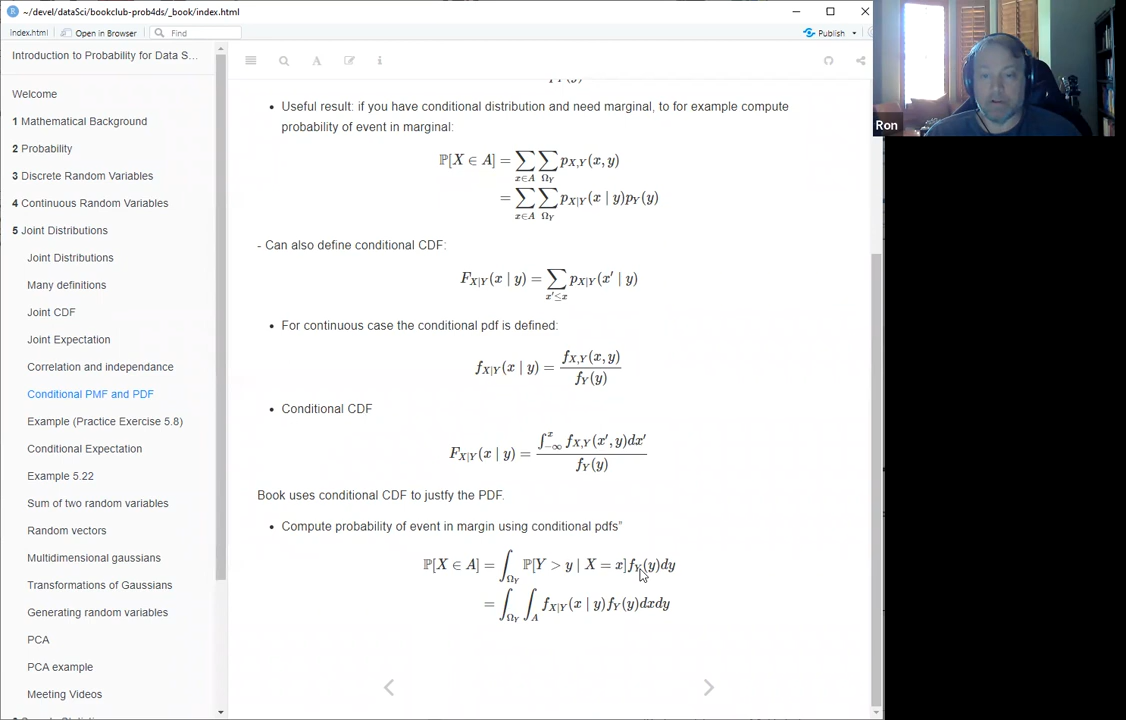 ~/devel/dataSci/bookclub-prob4ds/_book/index.html
index.html
Open in Browser
Find
Publish
Introduction to Probability for Data S...
Welcome
1 Mathematical Background
2 Probability
3 Discrete Random Variables
4 Continuous Random Variables
5 Joint Distributions
Joint Distributions
Many definitions
Joint CDF
Joint Expectation
Correlation and independance
Conditional PMF and PDF
Example (Practice Exercise 5.8)
Conditional Expectation
Example 5.22
Sum of two random variables
Random vectors
Multidimensional gaussians
Transformations of Gaussians
Generating random variables
PCA
PCA example
Meeting Videos
• Useful result: if you have conditional distribution and need marginal, to for example compute
probability of event in marginal:
ℙ[X ∈ A] = ∑_{x∈A} ∑_{Ω_Y} p_{X,Y}(x, y)
= ∑_{x∈A} ∑_{Ω_Y} p_{X|Y}(x | y)p_Y(y)
- Can also define conditional CDF:
F_{X|Y}(x | y) = ∑_{x′≤x} p_{X|Y}(x′ | y)
• For continuous case the conditional pdf is defined:
f_{X|Y}(x | y) = f_{X,Y}(x, y) / f_Y(y)
• Conditional CDF
F_{X|Y}(x | y) = ∫_{−∞}^{x} f_{X,Y}(x′, y)dx′ / f_Y(y)
Book uses conditional CDF to justfy the PDF.
• Compute probability of event in margin using conditional pdfs"
ℙ[X ∈ A] = ∫_{Ω_Y} ℙ[Y > y | X = x]f_Y(y)dy
= ∫_{Ω_Y} ∫_A f_{X|Y}(x | y)f_Y(y)dxdy
Ron